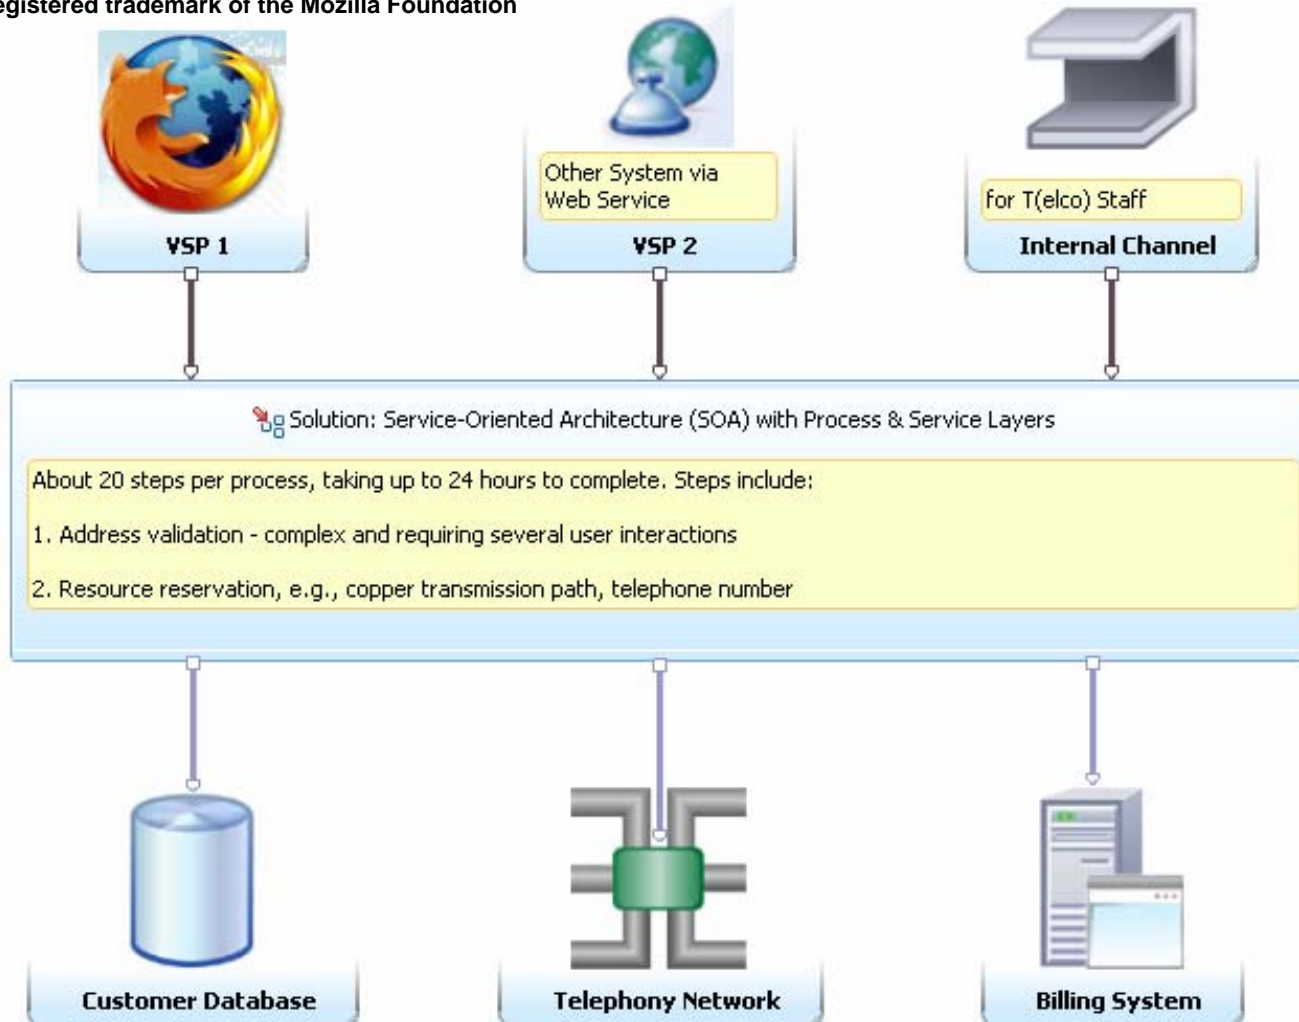 egistered trademark of the Mozilla Foundation
Other System via
Web Service
for T(elco) Staff
VSP 1
VSP 2
Internal Channel
Solution: Service-Oriented Architecture (SOA) with Process & Service Layers
About 20 steps per process, taking up to 24 hours to complete. Steps include:
1. Address validation - complex and requiring several user interactions
2. Resource reservation, e.g., copper transmission path, telephone number
Customer Database
Telephony Network
Billing System